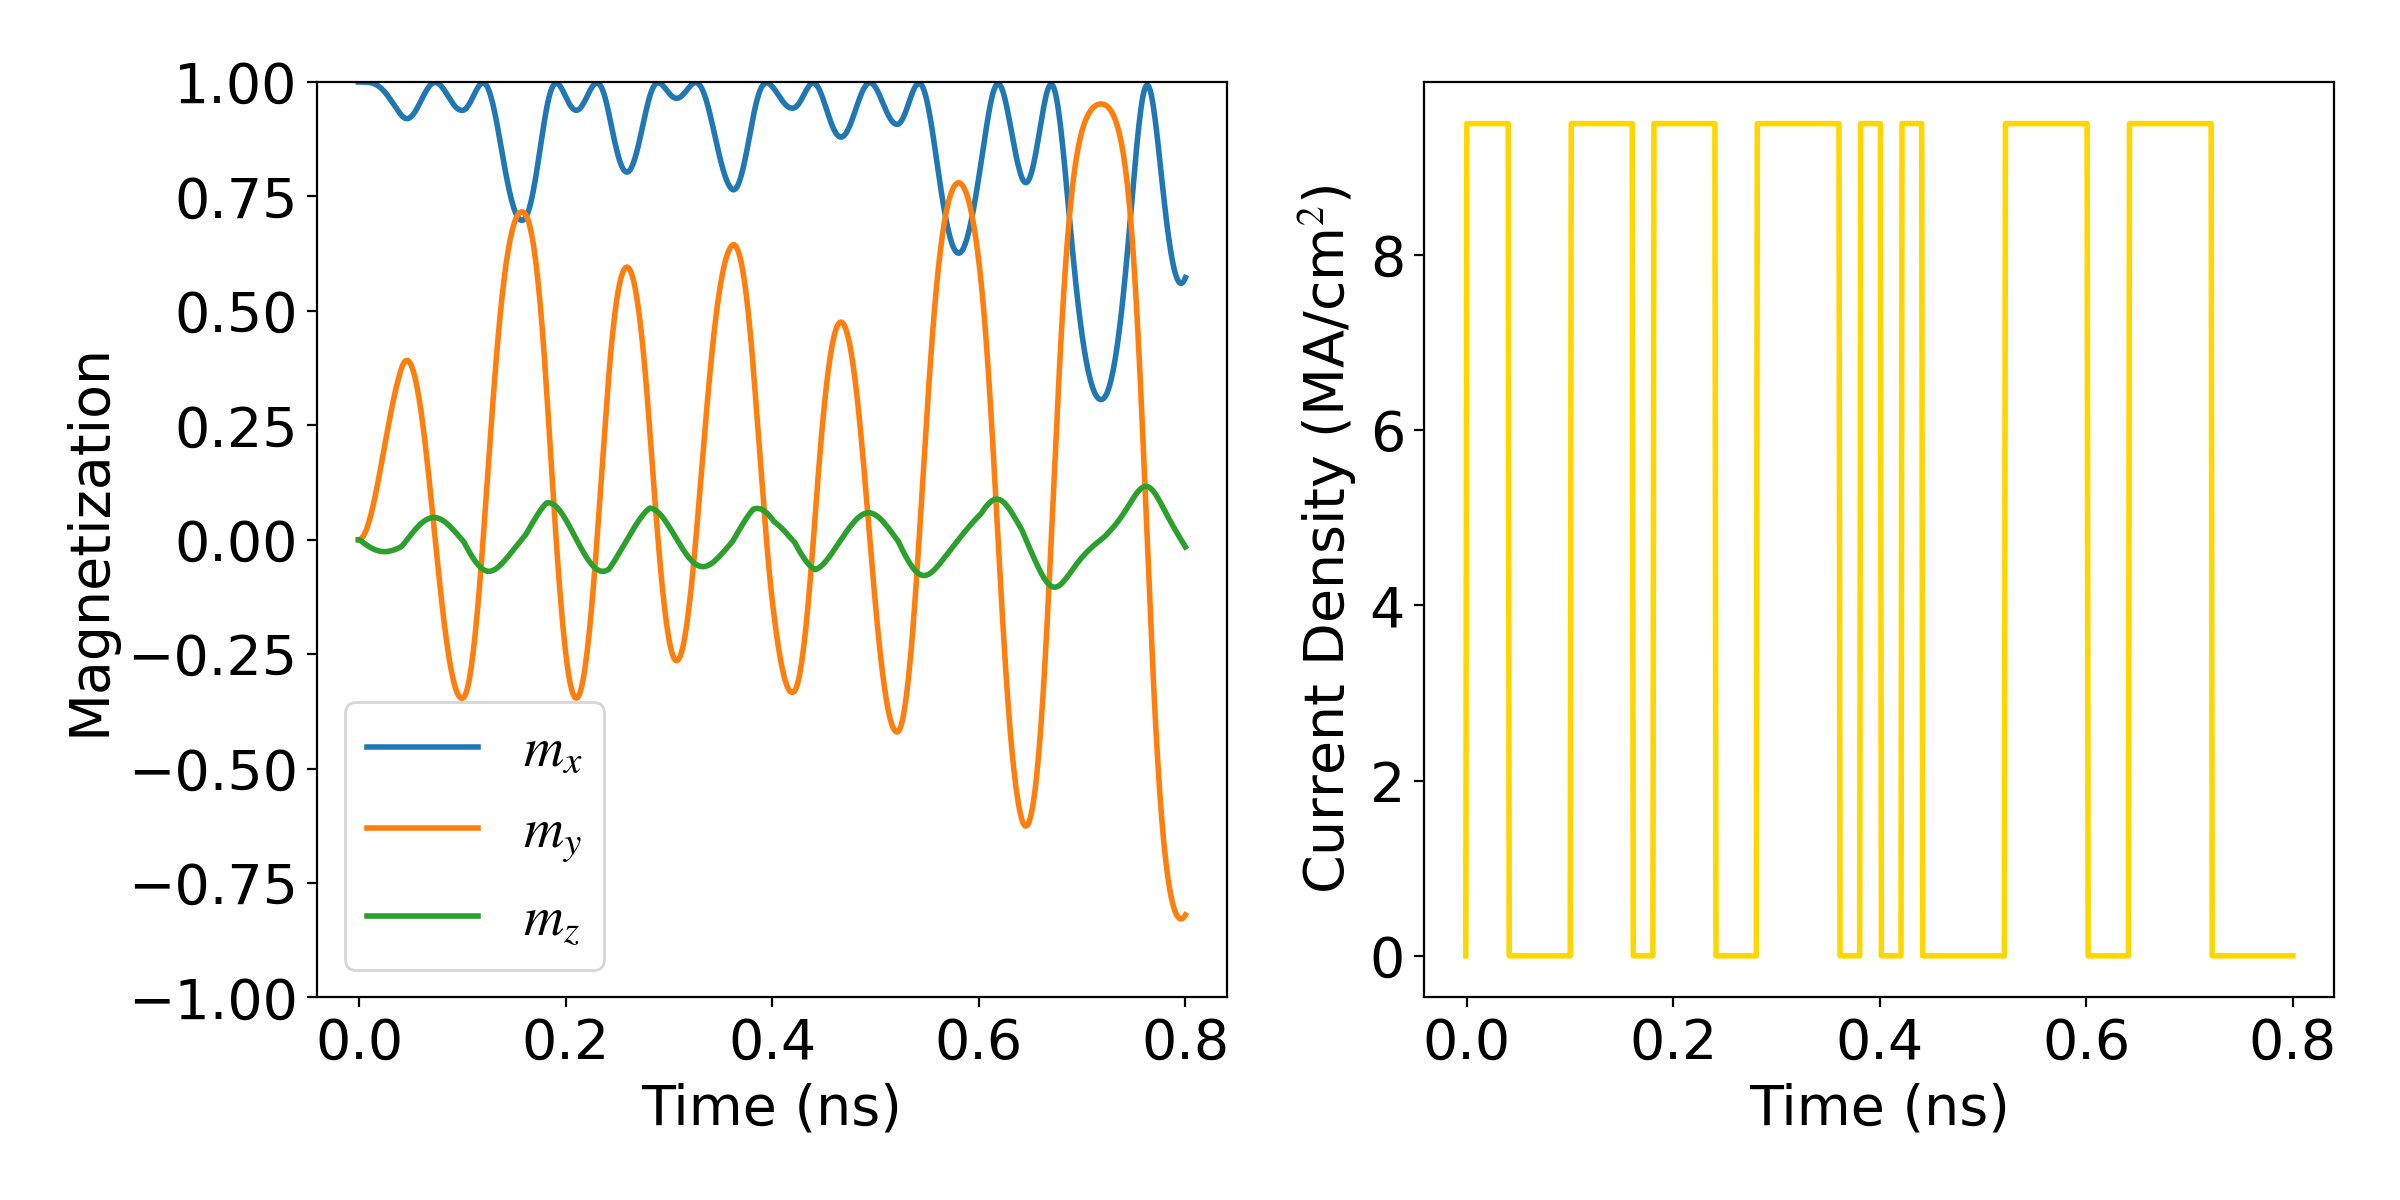 1.00
0.75
0.50
0.25
0.00
−0.25
−0.50
−0.75
−1.00
Magnetization
m_x
m_y
m_z
0.0 0.2 0.4 0.6 0.8
Time (ns)
8
6
4
2
0
Current Density (MA/cm²)
0.0 0.2 0.4 0.6 0.8
Time (ns)